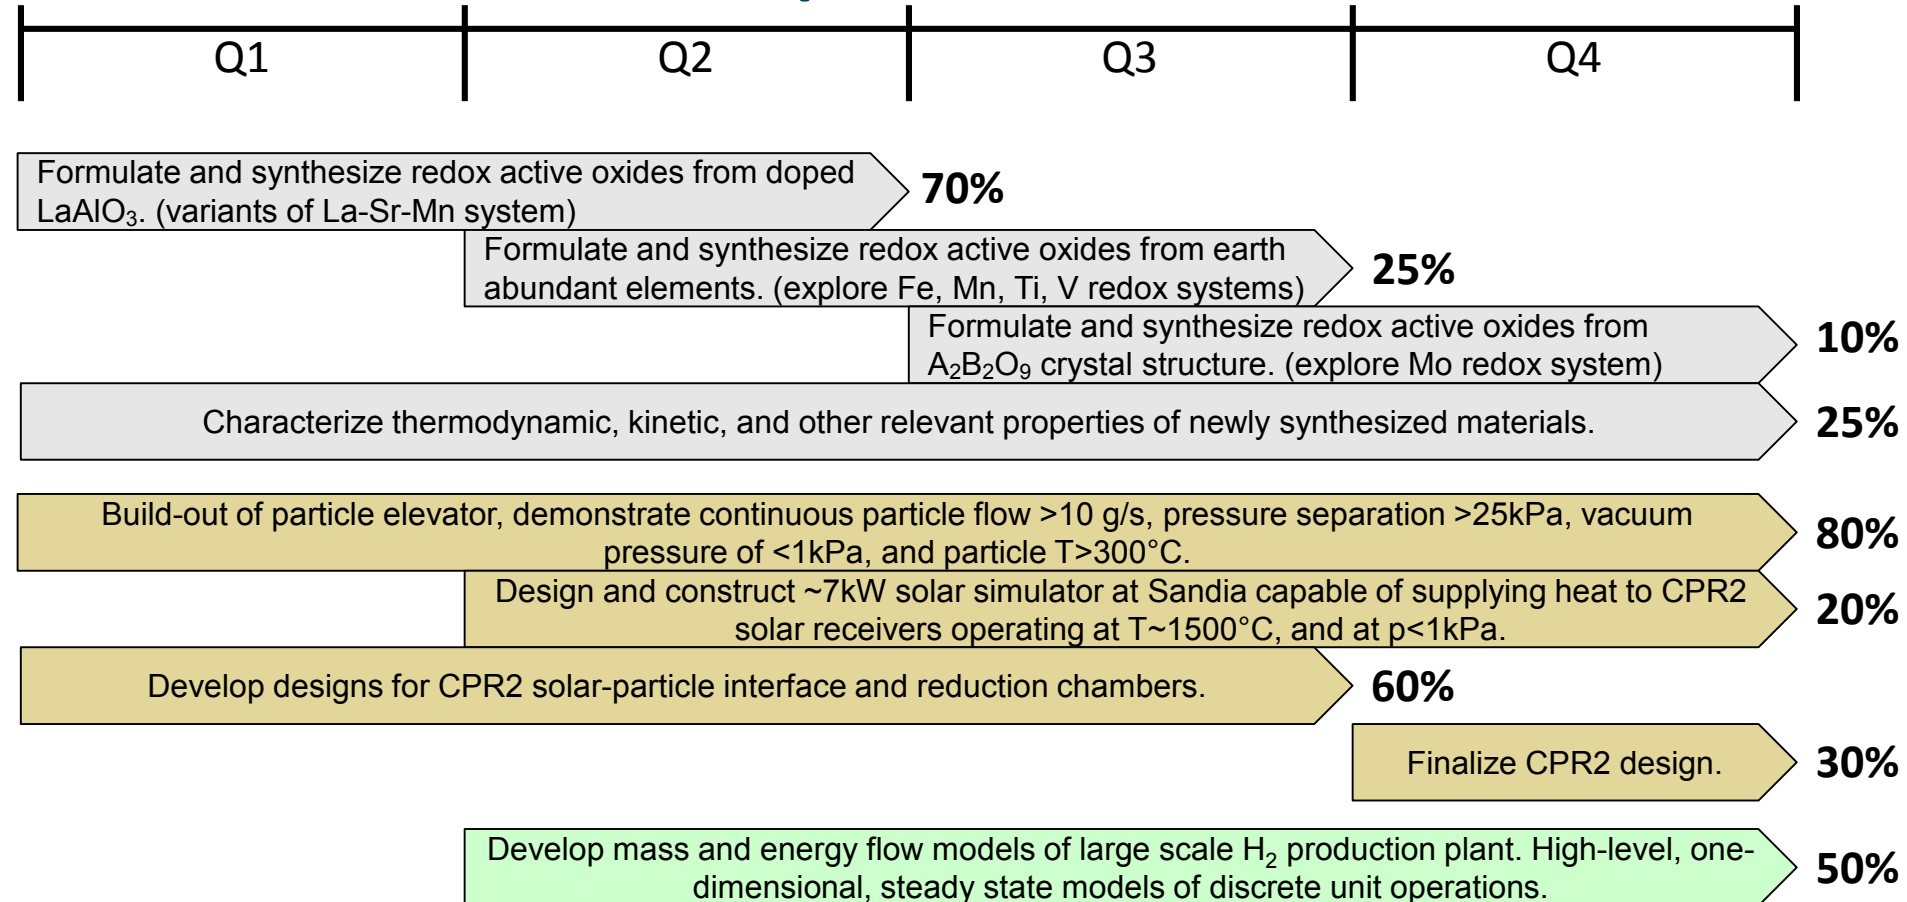 Q1 Q2 Q3 Q4
Formulate and synthesize redox active oxides from doped
LaAlO₃. (variants of La-Sr-Mn system)
70%
Formulate and synthesize redox active oxides from earth
abundant elements. (explore Fe, Mn, Ti, V redox systems)
25%
Formulate and synthesize redox active oxides from
A₂B₂O₉ crystal structure. (explore Mo redox system)
10%
Characterize thermodynamic, kinetic, and other relevant properties of newly synthesized materials.
25%
Build-out of particle elevator, demonstrate continuous particle flow >10 g/s, pressure separation >25kPa, vacuum
pressure of <1kPa, and particle T>300°C.
80%
Design and construct ~7kW solar simulator at Sandia capable of supplying heat to CPR2
solar receivers operating at T~1500°C, and at p<1kPa.
20%
Develop designs for CPR2 solar-particle interface and reduction chambers.
60%
Finalize CPR2 design.
30%
Develop mass and energy flow models of large scale H₂ production plant. High-level, one-
dimensional, steady state models of discrete unit operations.
50%